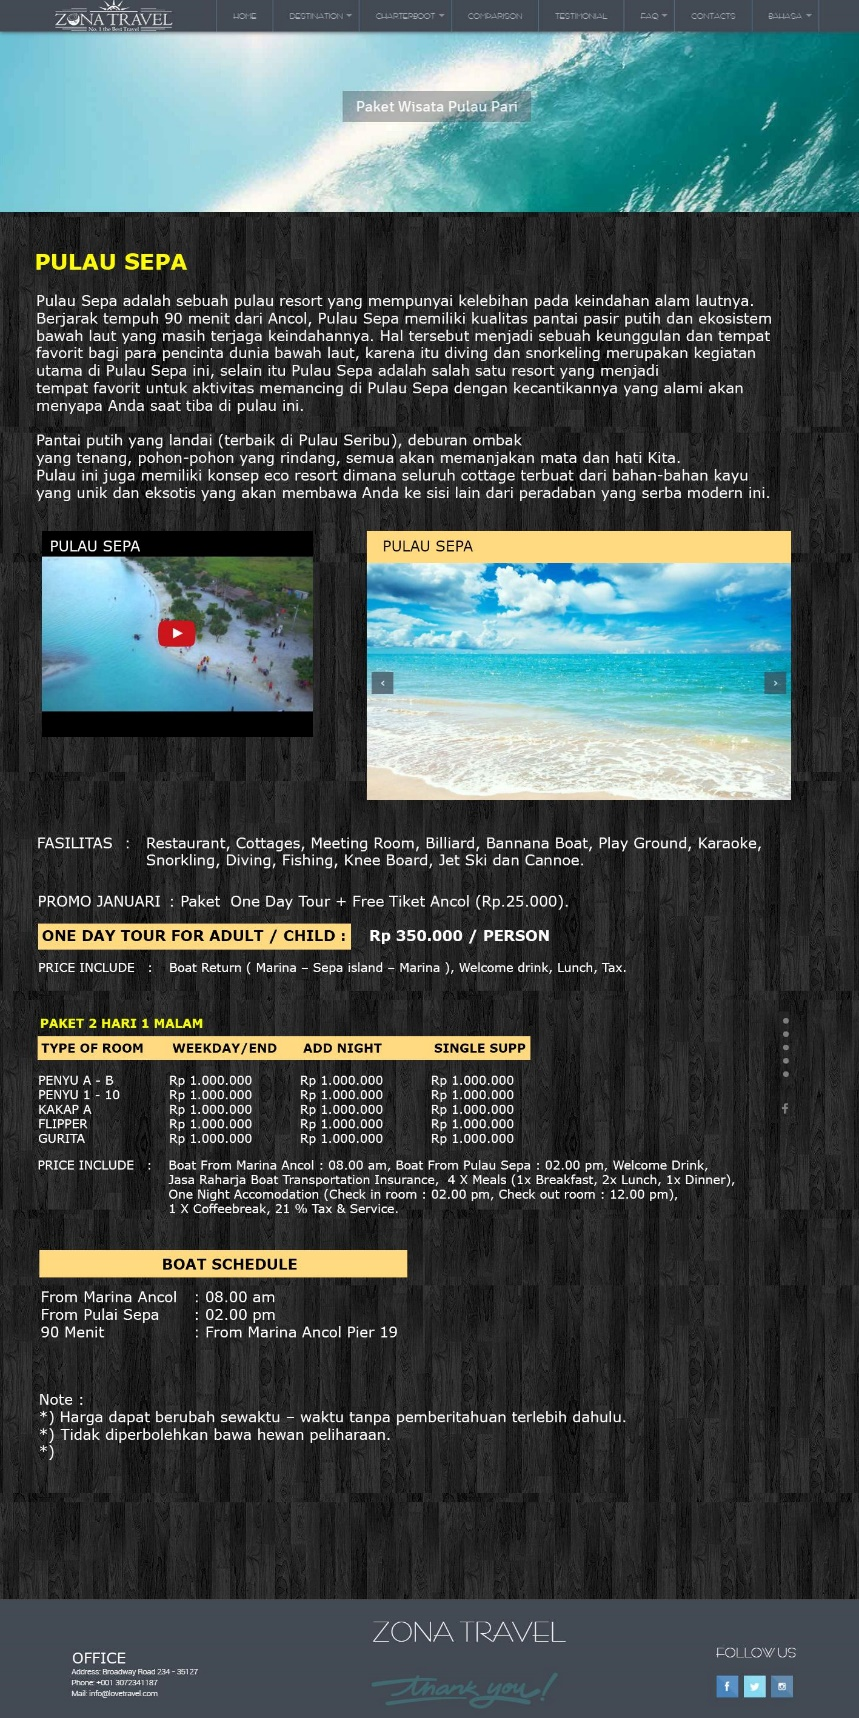 ZONA TRAVEL
No. 1 the Best Travel
HOME DESTINATION CHARTERBOOT COMPARISON TESTIMONIAL FAQ CONTACTS BAHASA
Paket Wisata Pulau Pari
PULAU SEPA
Pulau Sepa adalah sebuah pulau resort yang mempunyai kelebihan pada keindahan alam lautnya.
Berjarak tempuh 90 menit dari Ancol, Pulau Sepa memiliki kualitas pantai pasir putih dan ekosistem
bawah laut yang masih terjaga keindahannya. Hal tersebut menjadi sebuah keunggulan dan tempat
favorit bagi para pencinta dunia bawah laut, karena itu diving dan snorkeling merupakan kegiatan
utama di Pulau Sepa ini, selain itu Pulau Sepa adalah salah satu resort yang menjadi
tempat favorit untuk aktivitas memancing di Pulau Sepa dengan kecantikannya yang alami akan
menyapa Anda saat tiba di pulau ini.
Pantai putih yang landai (terbaik di Pulau Seribu), deburan ombak
yang tenang, pohon-pohon yang rindang, semua akan memanjakan mata dan hati Kita.
Pulau ini juga memiliki konsep eco resort dimana seluruh cottage terbuat dari bahan-bahan kayu
yang unik dan eksotis yang akan membawa Anda ke sisi lain dari peradaban yang serba modern ini.
PULAU SEPA
PULAU SEPA
FASILITAS : Restaurant, Cottages, Meeting Room, Billiard, Bannana Boat, Play Ground, Karaoke,
Snorkling, Diving, Fishing, Knee Board, Jet Ski dan Cannoe.
PROMO JANUARI : Paket One Day Tour + Free Tiket Ancol (Rp.25.000).
ONE DAY TOUR FOR ADULT / CHILD : Rp 350.000 / PERSON
PRICE INCLUDE : Boat Return ( Marina – Sepa island – Marina ), Welcome drink, Lunch, Tax.
PAKET 2 HARI 1 MALAM
TYPE OF ROOM WEEKDAY/END ADD NIGHT SINGLE SUPP
PENYU A - B Rp 1.000.000 Rp 1.000.000 Rp 1.000.000
PENYU 1 - 10 Rp 1.000.000 Rp 1.000.000 Rp 1.000.000
KAKAP A Rp 1.000.000 Rp 1.000.000 Rp 1.000.000
FLIPPER Rp 1.000.000 Rp 1.000.000 Rp 1.000.000
GURITA Rp 1.000.000 Rp 1.000.000 Rp 1.000.000
PRICE INCLUDE : Boat From Marina Ancol : 08.00 am, Boat From Pulau Sepa : 02.00 pm, Welcome Drink,
Jasa Raharja Boat Transportation Insurance, 4 X Meals (1x Breakfast, 2x Lunch, 1x Dinner),
One Night Accomodation (Check in room : 02.00 pm, Check out room : 12.00 pm),
1 X Coffeebreak, 21 % Tax & Service.
BOAT SCHEDULE
From Marina Ancol : 08.00 am
From Pulai Sepa : 02.00 pm
90 Menit : From Marina Ancol Pier 19
Note :
*) Harga dapat berubah sewaktu – waktu tanpa pemberitahuan terlebih dahulu.
*) Tidak diperbolehkan bawa hewan peliharaan.
*)
ZONA TRAVEL
OFFICE
Address: Broadway Road 234 - 35127
Phone: +001 3072341187
Mail: info@lovetravel.com
thank you!
FOLLOW US